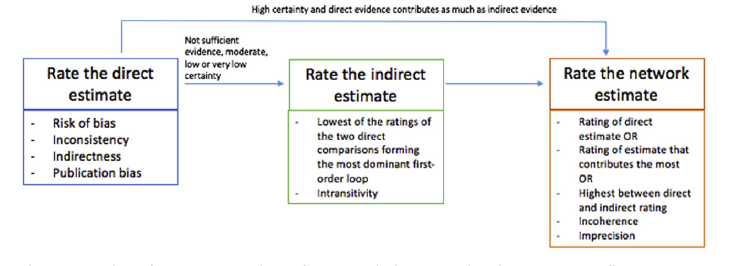 High certainty and direct evidence contributes as much as indirect evidence
Not sufficient
evidence, moderate,
low or very low
certainty
Rate the direct
estimate
- Risk of bias
- Inconsistency
- Indirectness
- Publication bias
Rate the indirect
estimate
- Lowest of the ratings of
the two direct
comparisons forming
the most dominant first-
order loop
- Intransitivity
Rate the network
estimate
- Rating of direct
estimate OR
- Rating of estimate that
contributes the most
OR
- Highest between direct
and indirect rating
- Incoherence
- Imprecision